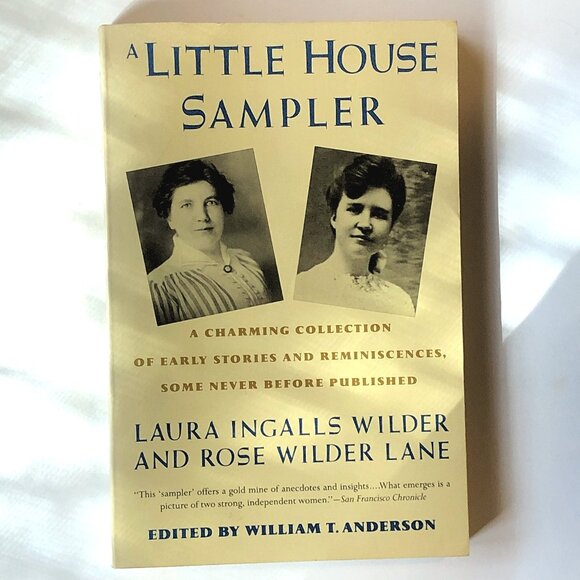 A LITTLE HOUSE
SAMPLER
A CHARMING COLLECTION
OF EARLY STORIES AND REMINISCENCES,
SOME NEVER BEFORE PUBLISHED
LAURA INGALLS WILDER
AND ROSE WILDER LANE
"This 'sampler' offers a gold mine of anecdotes and insights....What emerges is a
picture of two strong, independent women."—San Francisco Chronicle
EDITED BY WILLIAM T. ANDERSON